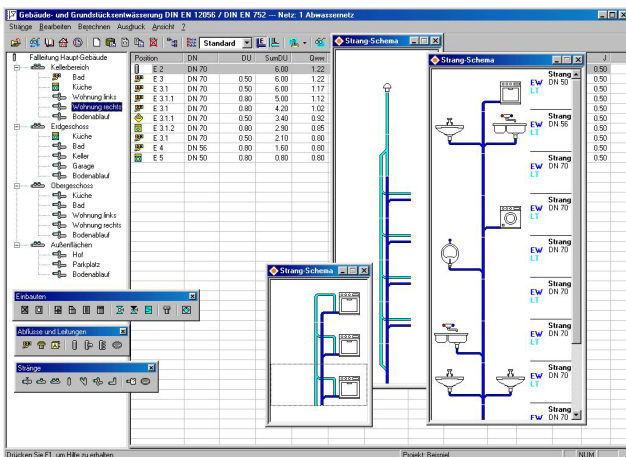 Gebäude- und Grundstücksentwässerung DIN EN 12056 / DIN EN 752 --- Netz: 1 Abwassernetz
Stränge Bearbeiten Berechnen Ausdruck Ansicht ?
Standard
Falleitung Haupt-Gebäude
Kellerbereich
Bad
Küche
Wohnung links
Wohnung rechts
Bodenablauf
Erdgeschoss
Küche
Bad
Keller
Garage
Bodenablauf
Obergeschoss
Küche
Bad
Wohnung links
Wohnung rechts
Bodenablauf
Außenflächen
Hof
Parkplatz
Bodenablauf
Position DN DU SumDU Qww
E 2 DN 70 6.00 1.22
E 3 DN 70 0.50 6.00 1.22
E 3.1 DN 70 0.50 6.00 1.17
E 3.1.1 DN 70 0.80 5.00 1.12
E 3.1 DN 70 0.80 4.20 1.02
E 3.1.1 DN 70 0.50 3.40 0.92
E 3.1.2 DN 70 0.80 2.90 0.85
E 3.1 DN 70 0.50 2.10 0.80
E 4 DN 56 0.80 1.60 0.80
E 5 DN 50 0.80 0.80 0.80
J
0.50
0.50
0.50
0.50
0.50
0.50
0.50
0.50
0.50
Strang-Schema
Strang-Schema
Strang
EW DN 50
LT
Strang
EW DN 56
LT
Strang
EW DN 70
LT
Strang
EW DN 70
LT
Strang
EW DN 70
LT
Strang
EW DN 70
LT
Strang
EW DN 70
LT
Strang
EW DN 70
LT
Strang
EW DN 70
Strang-Schema
Einbauten
Abflüsse und Leitungen
Stränge
Drücken Sie F1, um Hilfe zu erhalten.
Projekt: Beispiel
NUM